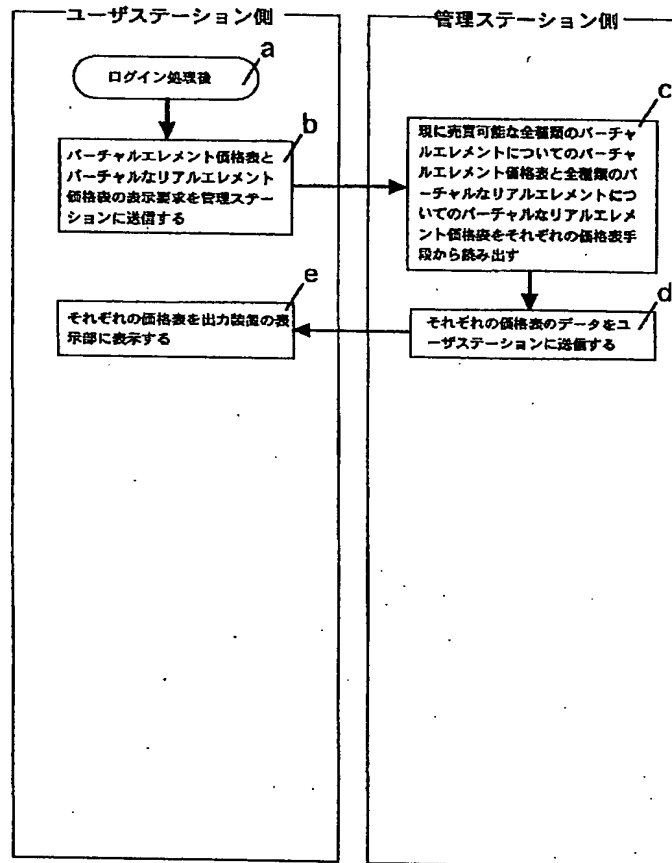 ユーザステーション側
管理ステーション側
a
ログイン処理後
b
バーチャルエレメント価格表と
バーチャルなリアルエレメント
価格表の表示要求を管理ステー
ションに送信する
c
現に売買可能な全種類のバーチャ
ルエレメントについてのバーチャ
ルエレメント価格表と全種類のバ
ーチャルなリアルエレメントにつ
いてのバーチャルなリアルエレメ
ント価格表をそれぞれの価格表手
段から読み出す
d
それぞれの価格表のデータをユ
ーザステーションに送信する
e
それぞれの価格表を出力装置の表
示部に表示する